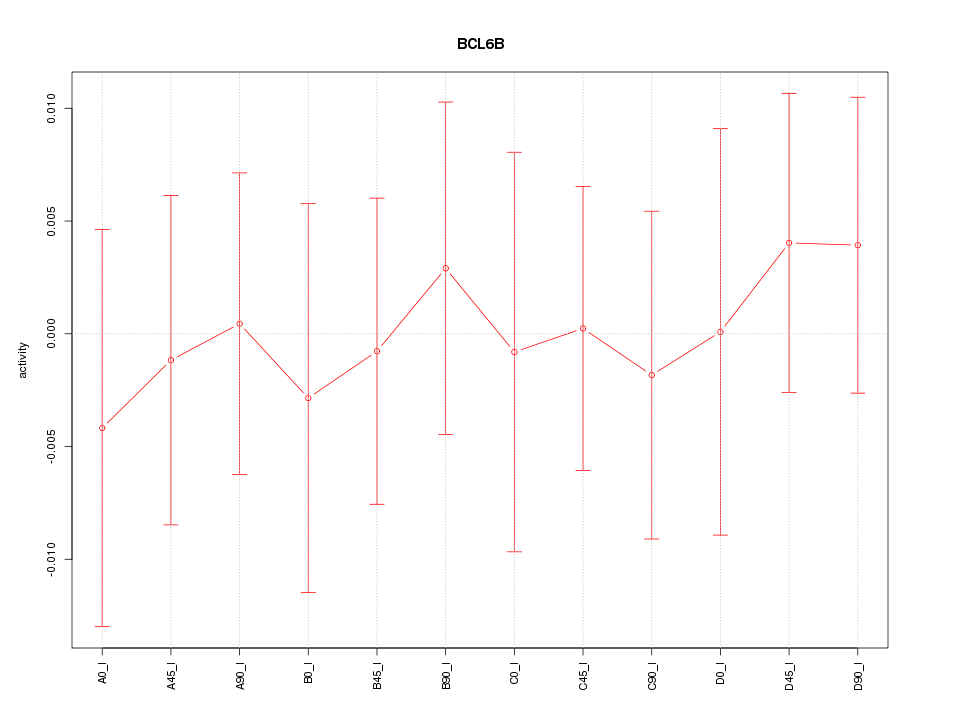 BCL6B
activity
0.010
0.005
0.000
-0.005
-0.010
A0_I
A45_I
A90_I
B0_I
B45_I
B90_I
C0_I
C45_I
C90_I
D0_I
D45_I
D90_I